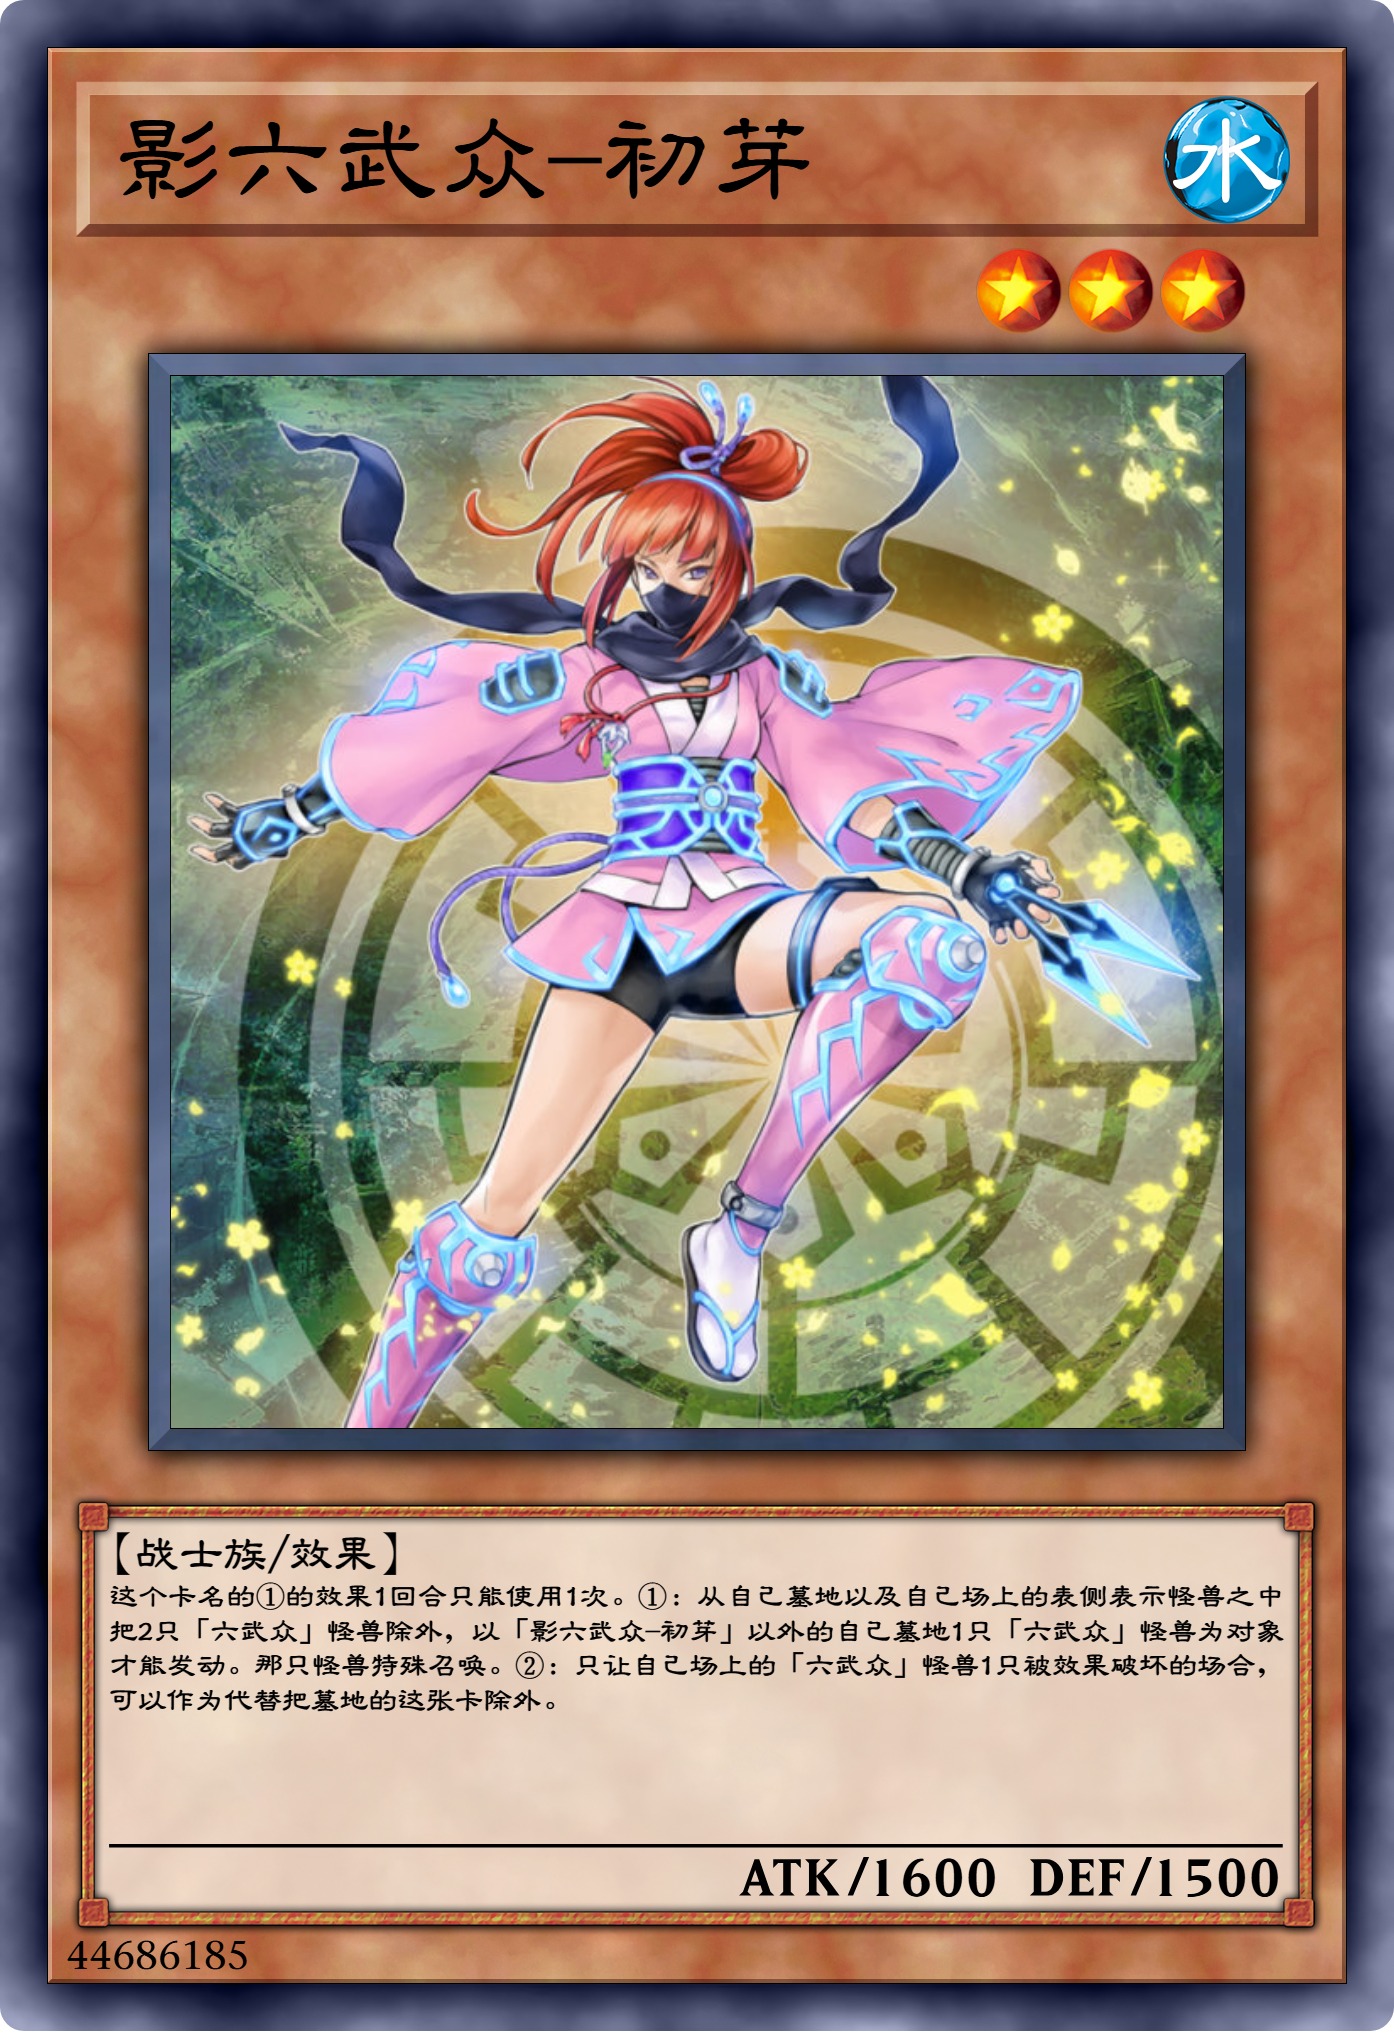 影六武众-初芽
水
【战士族/效果】
这个卡名的①的效果1回合只能使用1次。①：从自己墓地以及自己场上的表侧表示怪兽之中
把2只「六武众」怪兽除外，以「影六武众-初芽」以外的自己墓地1只「六武众」怪兽为对象
才能发动。那只怪兽特殊召唤。②：只让自己场上的「六武众」怪兽1只被效果破坏的场合，
可以作为代替把墓地的这张卡除外。
ATK/1600 DEF/1500
44686185